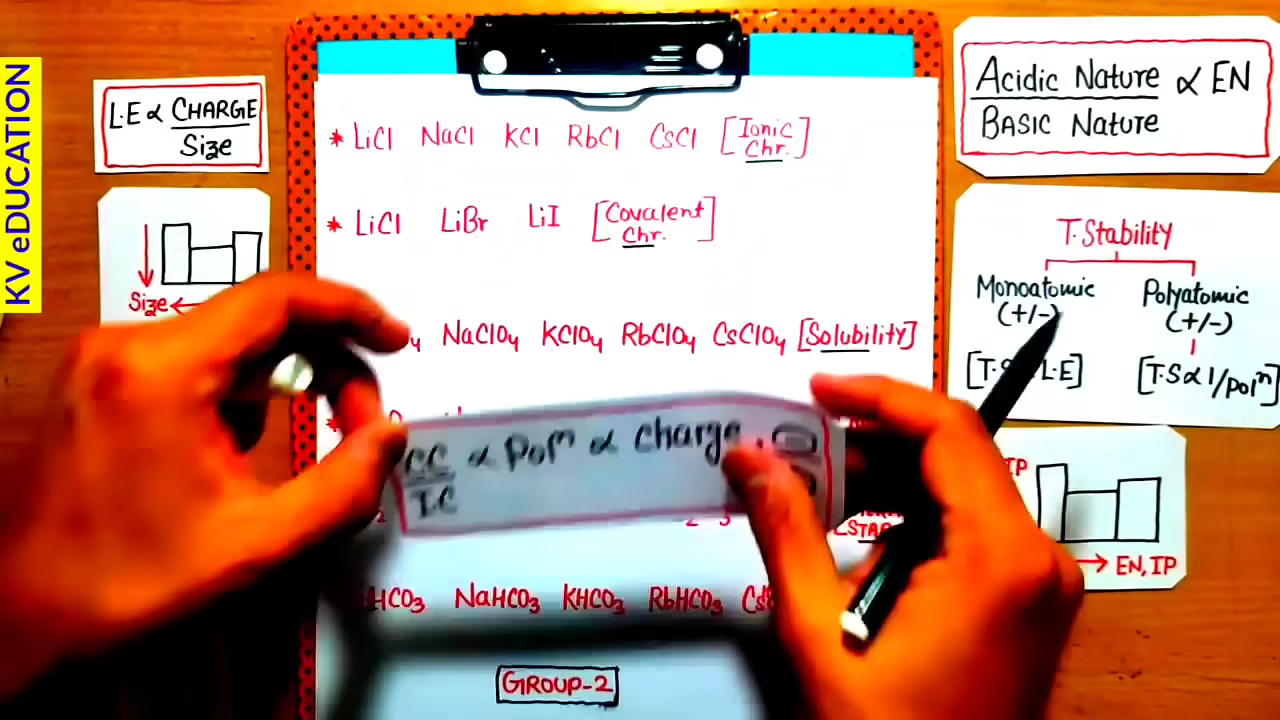 KV eDUCATION
L.E ∝ CHARGE
Size
Size
* LiCl NaCl KCl RbCl CsCl [Ionic
Chr.]
* LiCl LiBr LiI [Covalent
Chr.]
NaClO4 KClO4 RbClO4 CsClO4 [Solubility]
CC ∝ Polⁿ ∝ charge
IC
NaHCO3 KHCO3 RbHCO3
GROUP-2
Acidic Nature ∝ EN
BASIC Nature
T.Stability
Monoatomic Polyatomic
(+/-) (+/-)
[T.S ∝ 1/polⁿ]
IP
EN, IP